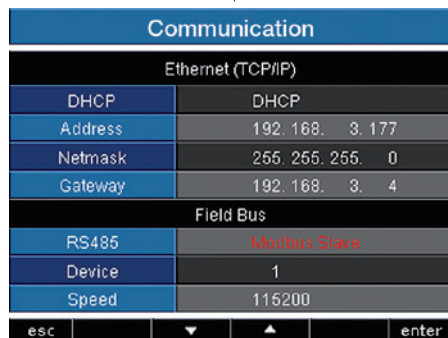 Communication
Ethernet (TCP/IP)
DHCP DHCP
Address 192. 168. 3. 177
Netmask 255. 255. 255. 0
Gateway 192. 168. 3. 4
Field Bus
RS485 Modbus Slave
Device 1
Speed 115200
esc ▼ ▲ enter